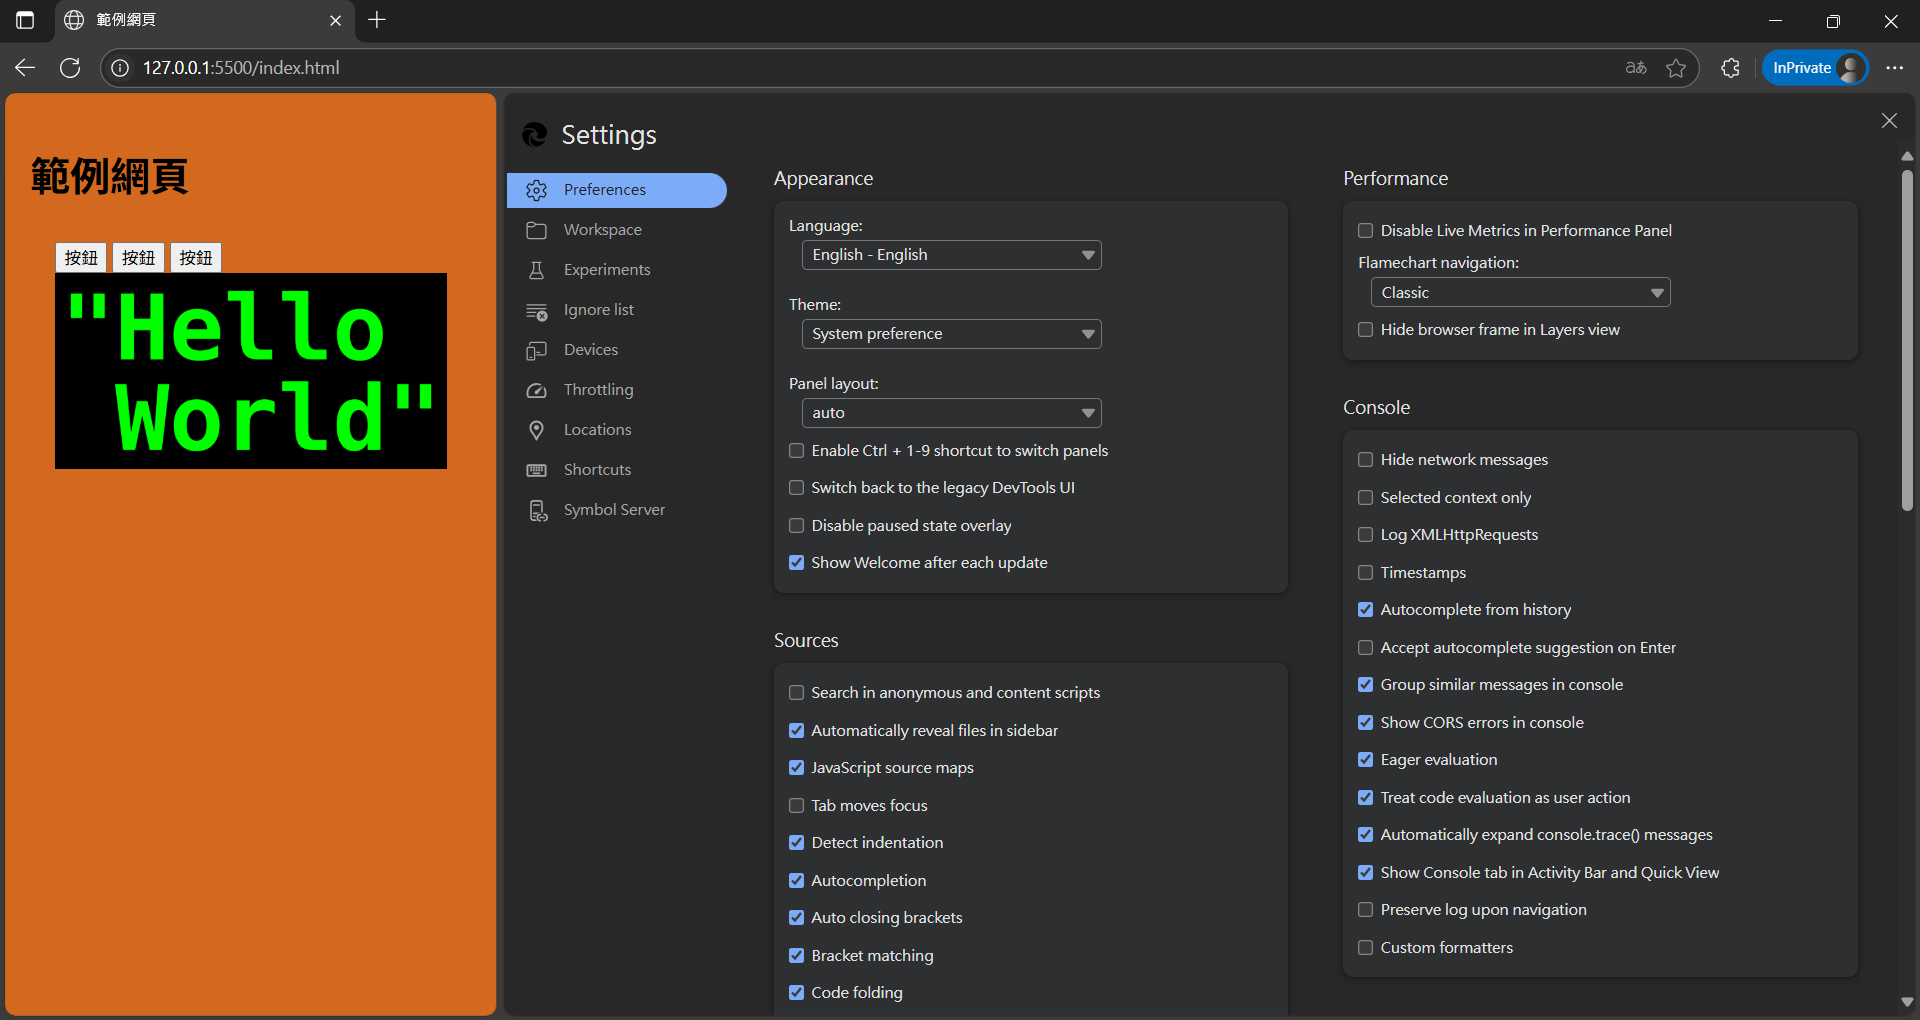 範例網頁
127.0.0.1:5500/index.html
aあ
InPrivate
範例網頁
按鈕 按鈕 按鈕
"Hello
World"
Settings
Preferences
Workspace
Experiments
Ignore list
Devices
Throttling
Locations
Shortcuts
Symbol Server
Appearance
Language:
English - English
Theme:
System preference
Panel layout:
auto
Enable Ctrl + 1-9 shortcut to switch panels
Switch back to the legacy DevTools UI
Disable paused state overlay
Show Welcome after each update
Sources
Search in anonymous and content scripts
Automatically reveal files in sidebar
JavaScript source maps
Tab moves focus
Detect indentation
Autocompletion
Auto closing brackets
Bracket matching
Code folding
Performance
Disable Live Metrics in Performance Panel
Flamechart navigation:
Classic
Hide browser frame in Layers view
Console
Hide network messages
Selected context only
Log XMLHttpRequests
Timestamps
Autocomplete from history
Accept autocomplete suggestion on Enter
Group similar messages in console
Show CORS errors in console
Eager evaluation
Treat code evaluation as user action
Automatically expand console.trace() messages
Show Console tab in Activity Bar and Quick View
Preserve log upon navigation
Custom formatters